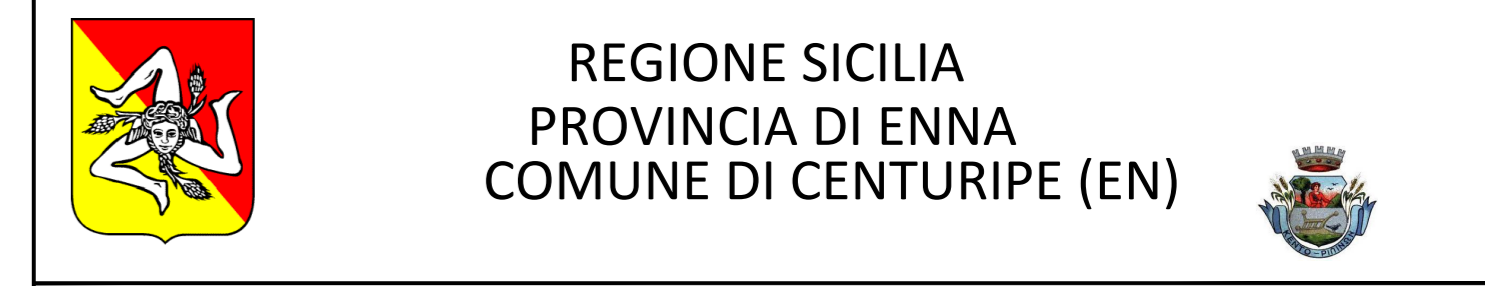 REGIONE SICILIA
PROVINCIA DI ENNA
COMUNE DI CENTURIPE (EN)